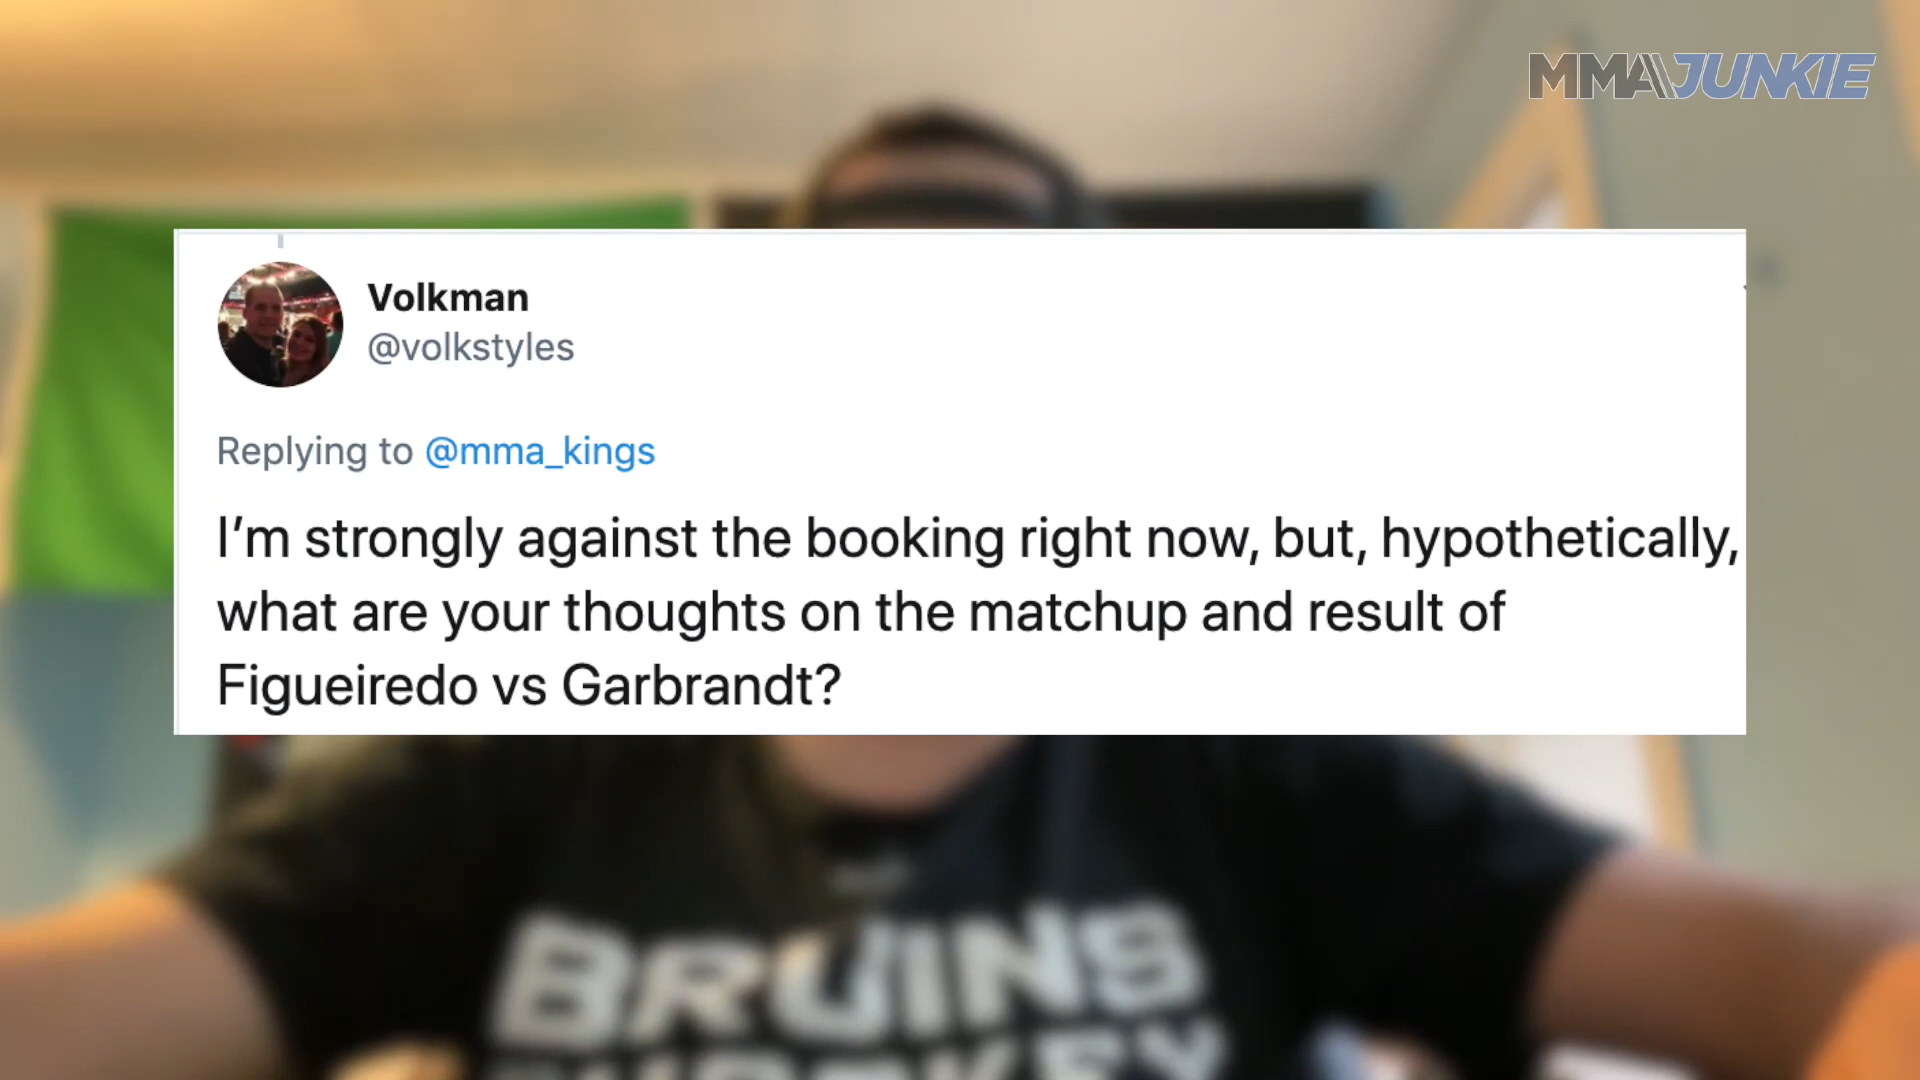 MMAJUNKIE
Volkman
@volkstyles
Replying to @mma_kings
I’m strongly against the booking right now, but, hypothetically,
what are your thoughts on the matchup and result of
Figueiredo vs Garbrandt?
BRUINS
HOCKEY